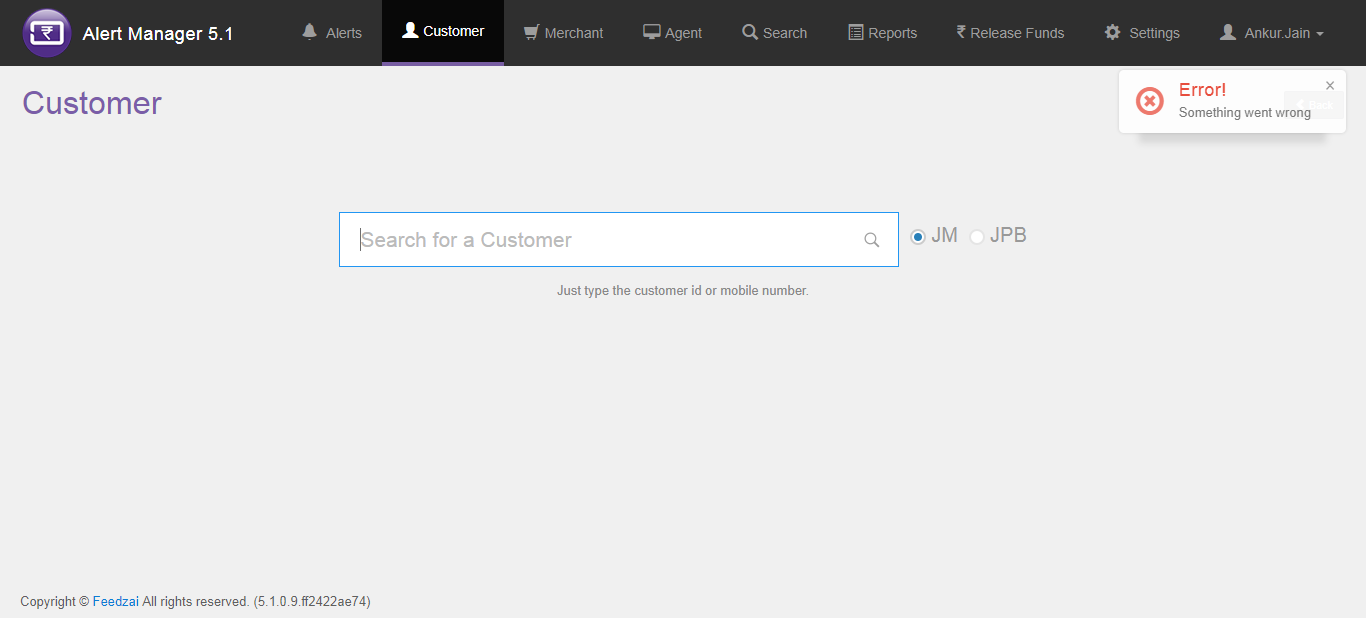 Alert Manager 5.1
Alerts
Customer
Merchant
Agent
Search
Reports
₹ Release Funds
Settings
Ankur.Jain
Customer
Error!
×
Back
Something went wrong
Search for a Customer
JM
JPB
Just type the customer id or mobile number.
Copyright © Feedzai All rights reserved. (5.1.0.9.ff2422ae74)